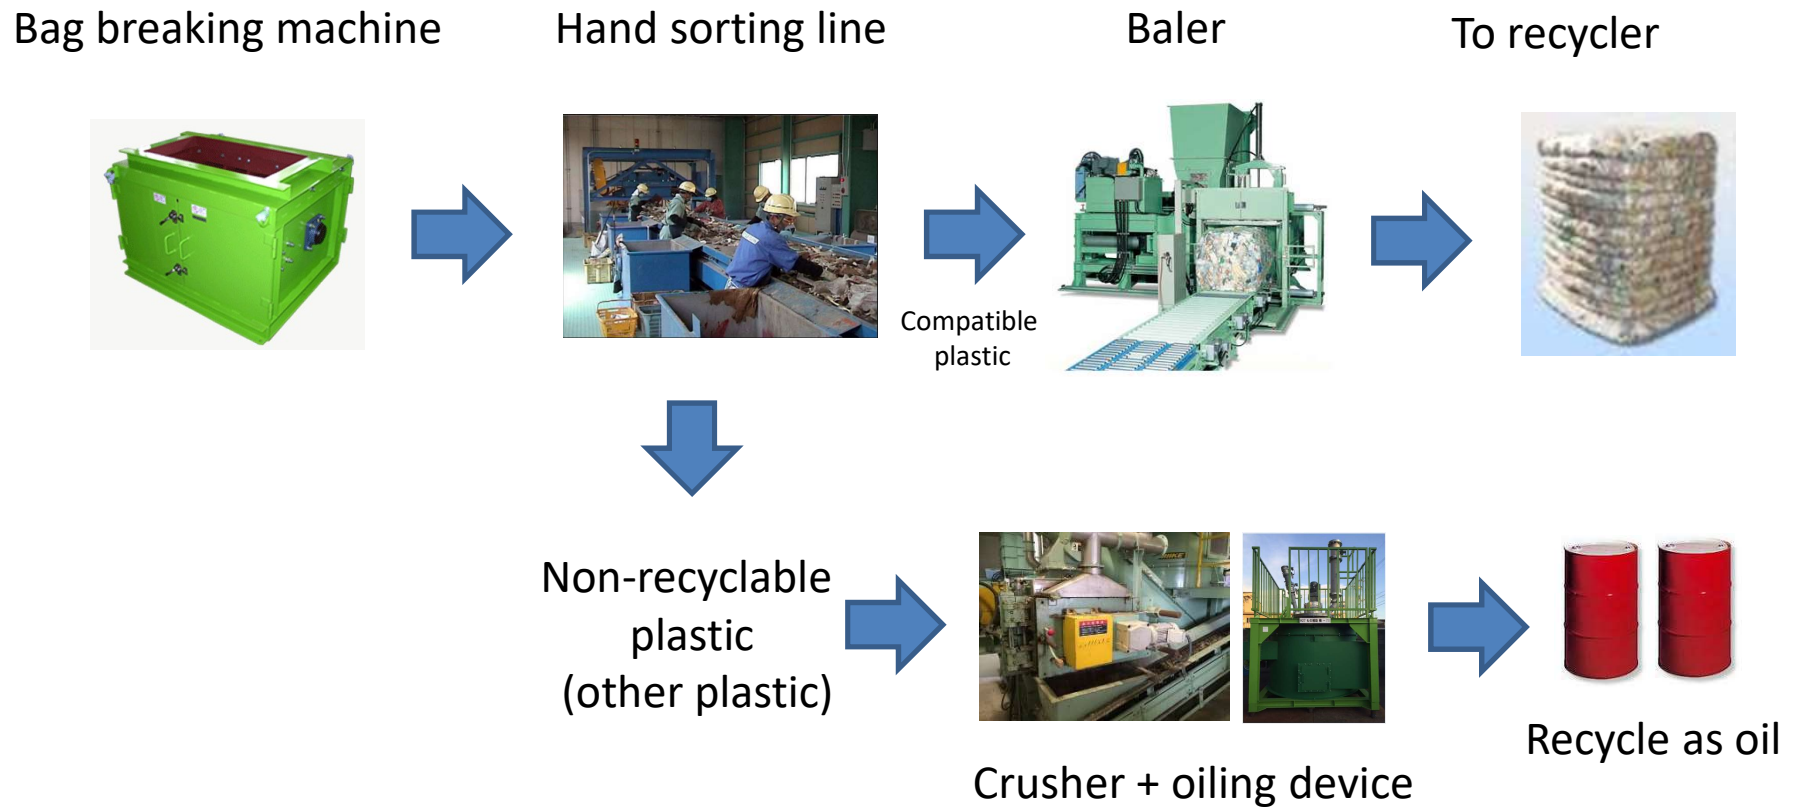 Bag breaking machine
Hand sorting line
Baler
To recycler
Compatible
plastic
Non-recyclable
plastic
(other plastic)
Crusher + oiling device
Recycle as oil